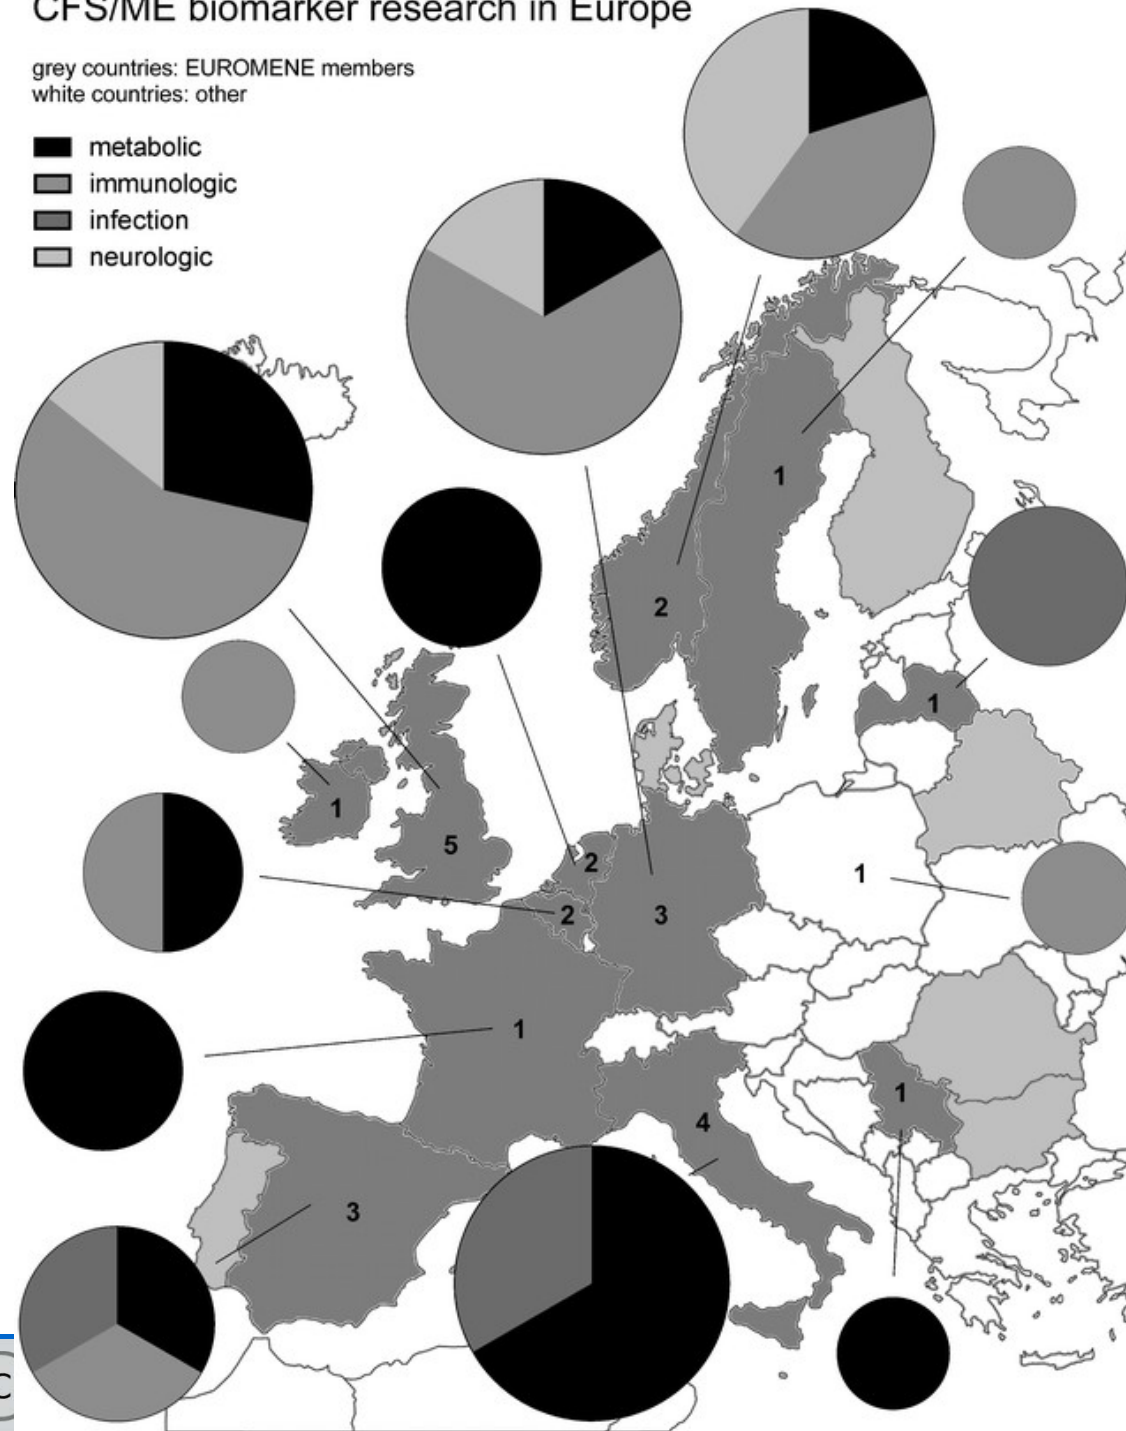 CFS/ME biomarker research in Europe
grey countries: EUROMENE members
white countries: other
metabolic
immunologic
infection
neurologic
1
2
1
1
5
2
1
2
3
1
1
4
3
C